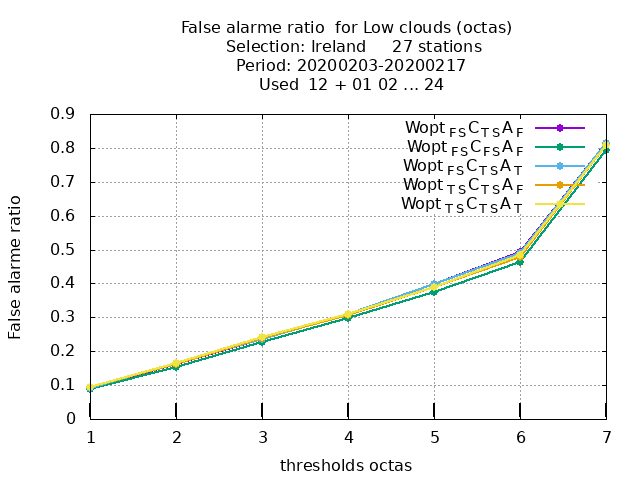 False alarme ratio  for Low clouds (octas)
Selection: Ireland     27 stations
Period: 20200203-20200217
Used  12 + 01 02 ... 24
Wopt FS C TS A F
Wopt FS C FS A F
Wopt FS C TS A T
Wopt TS C TS A F
Wopt TS C TS A T
0.9
0.8
0.7
0.6
0.5
0.4
0.3
0.2
0.1
0
False alarme ratio
1 2 3 4 5 6 7
thresholds octas